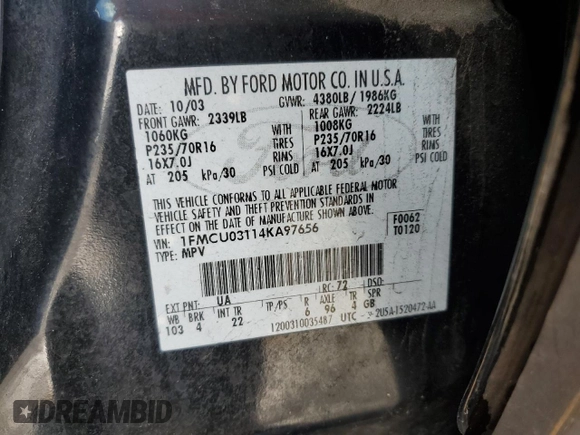 MFD. BY FORD MOTOR CO. IN U.S.A.
DATE: 10/03 GVWR: 4380LB/ 1986KG
FRONT GAWR: 2339LB REAR GAWR: 2224LB
1060KG WITH 1008KG WITH
P235/70R16 TIRES P235/70R16 TIRES
16X7.0J RIMS 16X7.0J RIMS
AT 205 kPa/30 PSI COLD AT 205 kPa/30 PSI COLD
THIS VEHICLE CONFORMS TO ALL APPLICABLE FEDERAL MOTOR
VEHICLE SAFETY AND THEFT PREVENTION STANDARDS IN
EFFECT ON THE DATE OF MANUFACTURE SHOWN ABOVE.
VIN: 1FMCU03114KA97656 F0062
TYPE: MPV T0120
EXT PNT: UA RC: 72 DSO:
WB BRK INT TR TP/PS R AXLE TR SPR
103 4 22 6 96 4 GB
1200310035487 UTC
Ford
DREAMBID